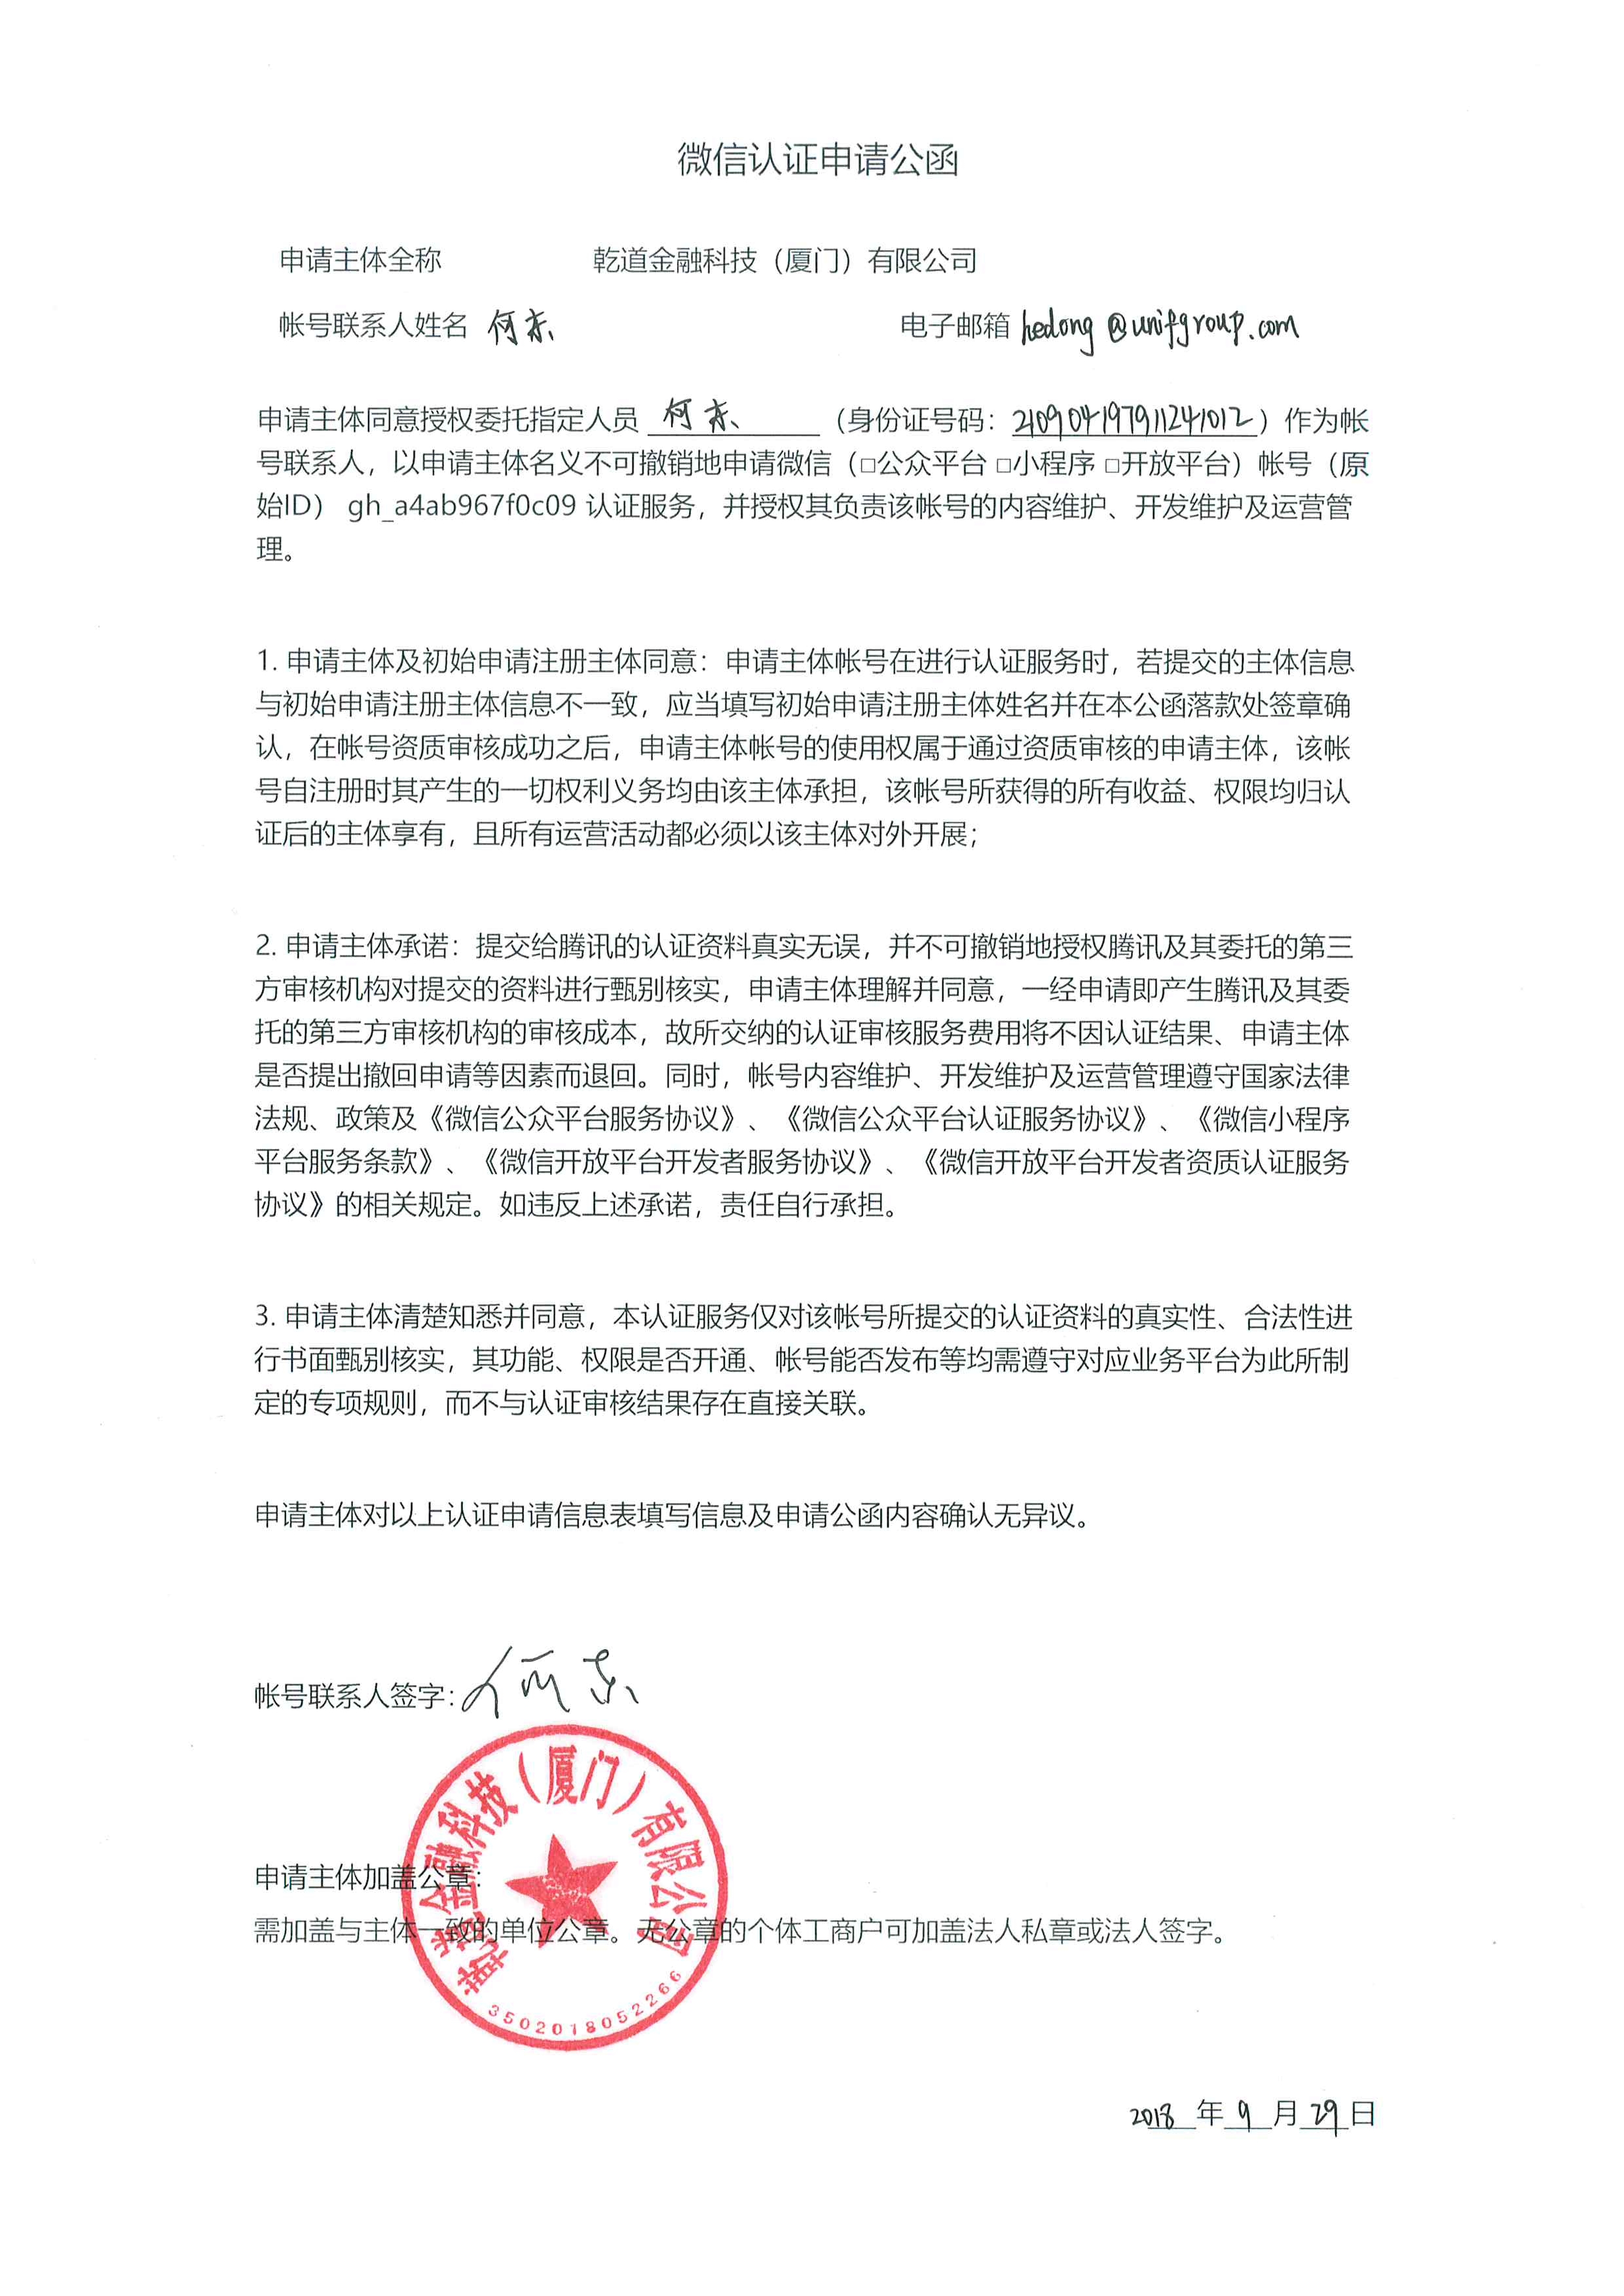 微信认证申请公函
申请主体全称 乾道金融科技（厦门）有限公司
帐号联系人姓名 何东 电子邮箱 hedong@unifgroup.com
申请主体同意授权委托指定人员 何东 （身份证号码：210904197911241012）作为帐
号联系人，以申请主体名义不可撤销地申请微信（□公众平台 □小程序 □开放平台）帐号（原
始ID） gh_a4ab967f0c09 认证服务，并授权其负责该帐号的内容维护、开发维护及运营管
理。
1. 申请主体及初始申请注册主体同意：申请主体帐号在进行认证服务时，若提交的主体信息
与初始申请注册主体信息不一致，应当填写初始申请注册主体姓名并在本公函落款处签章确
认，在帐号资质审核成功之后，申请主体帐号的使用权属于通过资质审核的申请主体，该帐
号自注册时其产生的一切权利义务均由该主体承担，该帐号所获得的所有收益、权限均归认
证后的主体享有，且所有运营活动都必须以该主体对外开展；
2. 申请主体承诺：提交给腾讯的认证资料真实无误，并不可撤销地授权腾讯及其委托的第三
方审核机构对提交的资料进行甄别核实，申请主体理解并同意，一经申请即产生腾讯及其委
托的第三方审核机构的审核成本，故所交纳的认证审核服务费用将不因认证结果、申请主体
是否提出撤回申请等因素而退回。同时，帐号内容维护、开发维护及运营管理遵守国家法律
法规、政策及《微信公众平台服务协议》、《微信公众平台认证服务协议》、《微信小程序
平台服务条款》、《微信开放平台开发者服务协议》、《微信开放平台开发者资质认证服务
协议》的相关规定。如违反上述承诺，责任自行承担。
3. 申请主体清楚知悉并同意，本认证服务仅对该帐号所提交的认证资料的真实性、合法性进
行书面甄别核实，其功能、权限是否开通、帐号能否发布等均需遵守对应业务平台为此所制
定的专项规则，而不与认证审核结果存在直接关联。
申请主体对以上认证申请信息表填写信息及申请公函内容确认无异议。
帐号联系人签字：何东
申请主体加盖公章：
需加盖与主体一致的单位公章。无公章的个体工商户可加盖法人私章或法人签字。
乾道金融科技（厦门）有限公司
3502018052266
2018 年 9 月 29 日